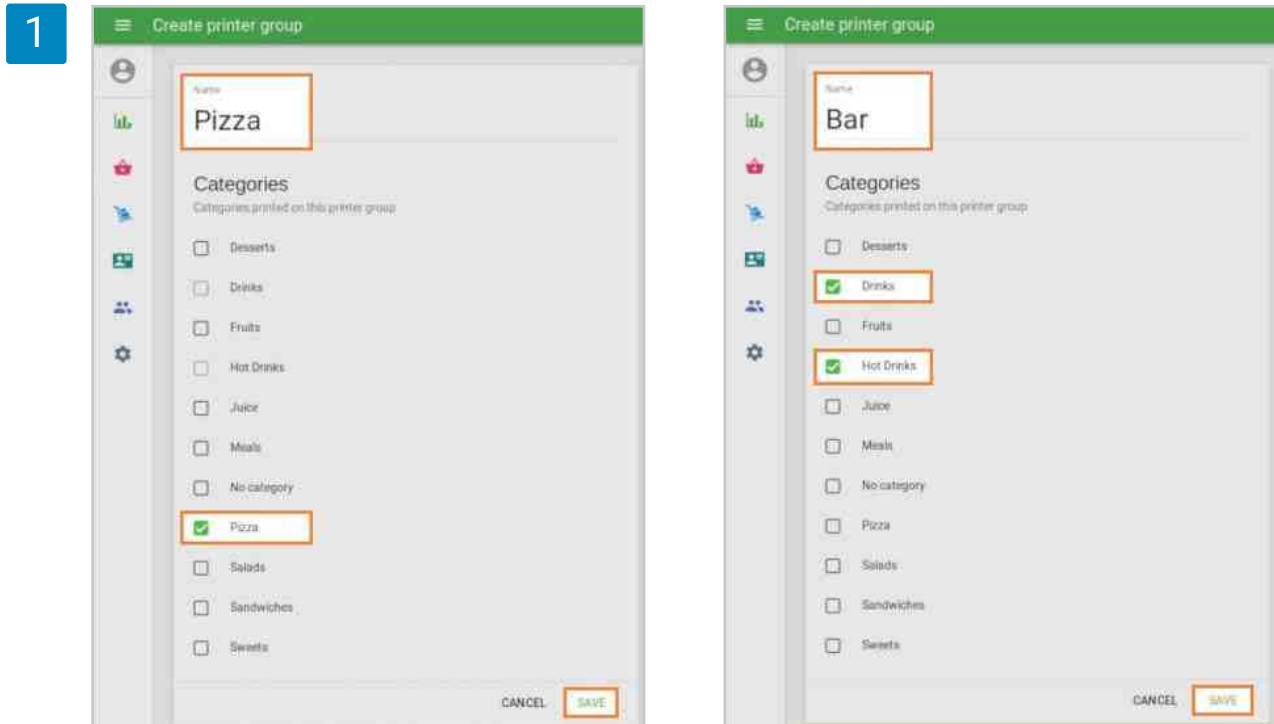 1
Create printer group
Name
Pizza
Categories
Categories printed on this printer group
Desserts
Drinks
Fruits
Hot Drinks
Juice
Meals
No category
Pizza
Salads
Sandwiches
Sweets
CANCEL SAVE
Create printer group
Name
Bar
Categories
Categories printed on this printer group
Desserts
Drinks
Fruits
Hot Drinks
Juice
Meals
No category
Pizza
Salads
Sandwiches
Sweets
CANCEL SAVE